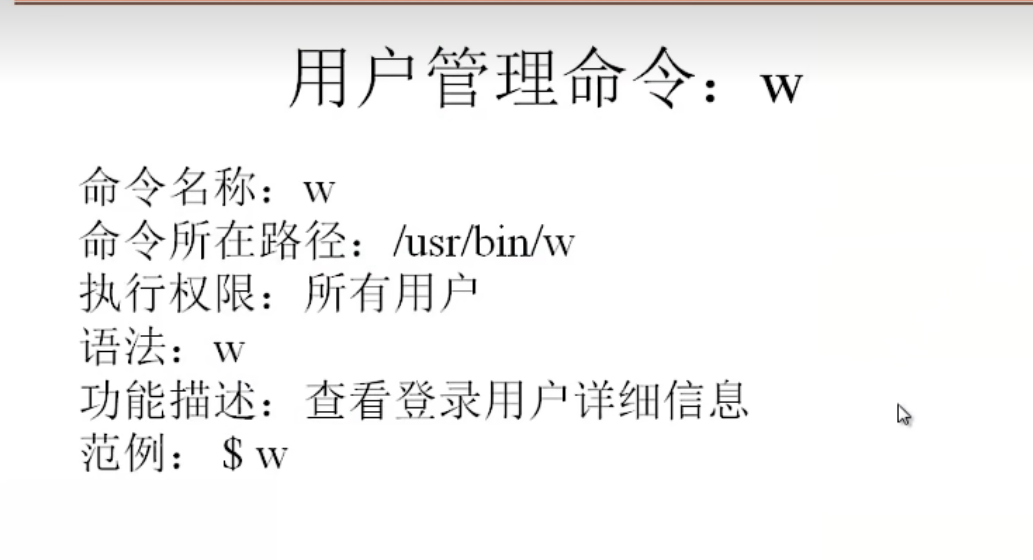 用户管理命令：w
命令名称：w
命令所在路径：/usr/bin/w
执行权限：所有用户
语法：w
功能描述：查看登录用户详细信息
范例： $ w